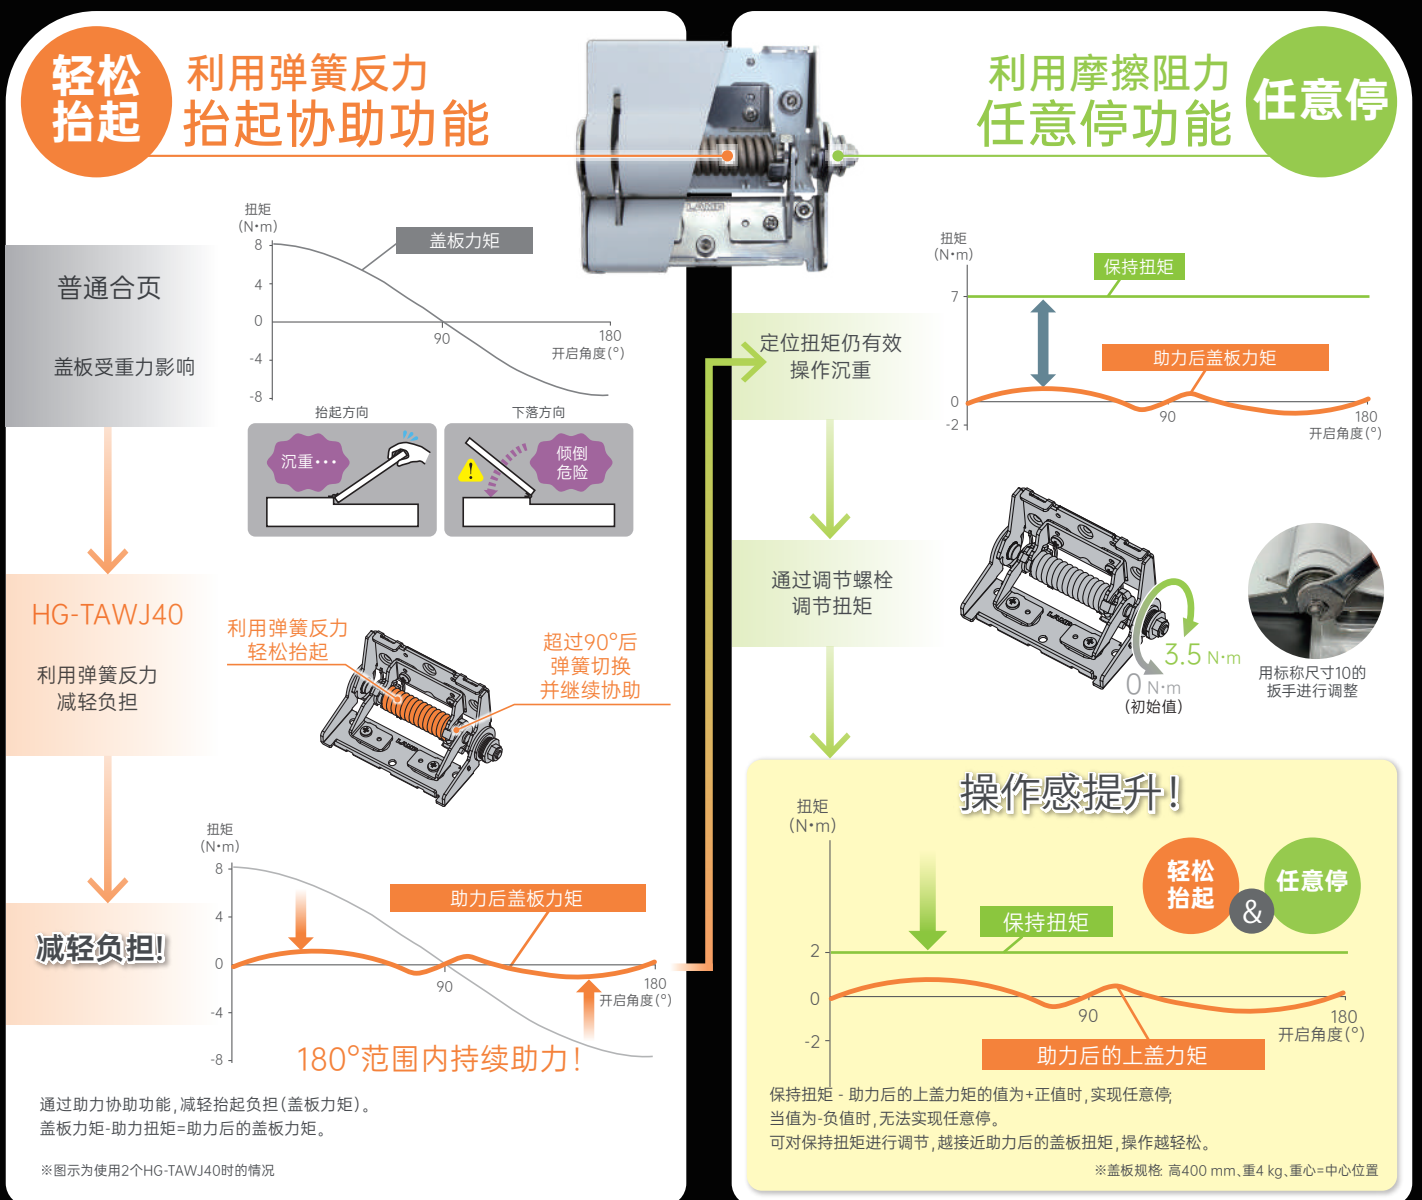 轻松
抬起
利用弹簧反力
抬起协助功能
扭矩
(N•m)
8
4
0
-4
-8
盖板力矩
90
180
开启角度(°)
普通合页
盖板受重力影响
抬起方向
下落方向
沉重•••
倾倒
危险
HG-TAWJ40
利用弹簧反力
减轻负担
利用弹簧反力
轻松抬起
超过90°后
弹簧切换
并继续协助
LAMP
减轻负担!
扭矩
(N•m)
8
4
0
-4
-8
助力后盖板力矩
90
180
开启角度(°)
180°范围内持续助力!
通过助力协助功能,减轻抬起负担(盖板力矩)。
盖板力矩-助力扭矩=助力后的盖板力矩。
※图示为使用2个HG-TAWJ40时的情况
LAMP
利用摩擦阻力
任意停功能
任意停
扭矩
(N•m)
7
0
-2
保持扭矩
助力后盖板力矩
90
180
开启角度(°)
定位扭矩仍有效
操作沉重
通过调节螺栓
调节扭矩
LAMP
3.5 N•m
0 N•m
(初始值)
用标称尺寸10的
扳手进行调整
操作感提升!
扭矩
(N•m)
2
0
-2
保持扭矩
轻松
抬起
&
任意停
90
180
开启角度(°)
助力后的上盖力矩
保持扭矩 - 助力后的上盖力矩的值为+正值时,实现任意停;
当值为-负值时,无法实现任意停。
可对保持扭矩进行调节,越接近助力后的盖板扭矩,操作越轻松。
※盖板规格: 高400 mm、重4 kg、重心=中心位置